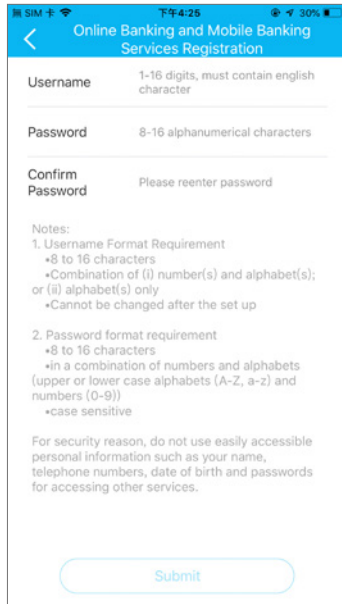 無 SIM 卡 下午4:25 30%
Online Banking and Mobile Banking
Services Registration
Username
1-16 digits, must contain english
character
Password
8-16 alphanumerical characters
Confirm
Password
Please reenter password
Notes:
1. Username Format Requirement
•8 to 16 characters
•Combination of (i) number(s) and alphabet(s);
or (ii) alphabet(s) only
•Cannot be changed after the set up
2. Password format requirement
•8 to 16 characters
•in a combination of numbers and alphabets
(upper or lower case alphabets (A-Z, a-z) and
numbers (0-9))
•case sensitive
For security reason, do not use easily accessible
personal information such as your name,
telephone numbers, date of birth and passwords
for accessing other services.
Submit